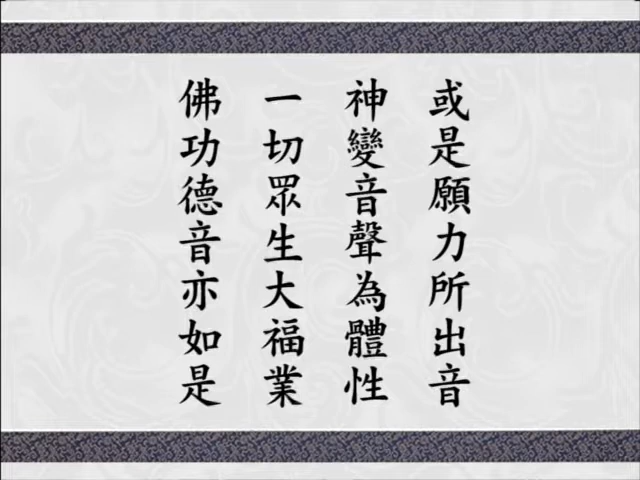 或是願力所出音
神變音聲為體性
一切眾生大福業
佛功德音亦如是